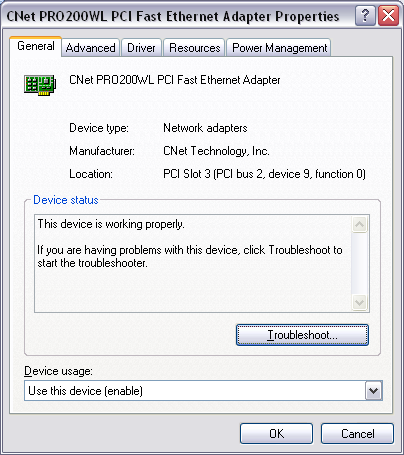 CNet PRO200WL PCI Fast Ethernet Adapter Properties
General Advanced Driver Resources Power Management
CNet PRO200WL PCI Fast Ethernet Adapter
Device type: Network adapters
Manufacturer: CNet Technology, Inc.
Location: PCI Slot 3 (PCI bus 2, device 9, function 0)
Device status
This device is working properly.
If you are having problems with this device, click Troubleshoot to
start the troubleshooter.
Troubleshoot...
Device usage:
Use this device (enable)
OK Cancel